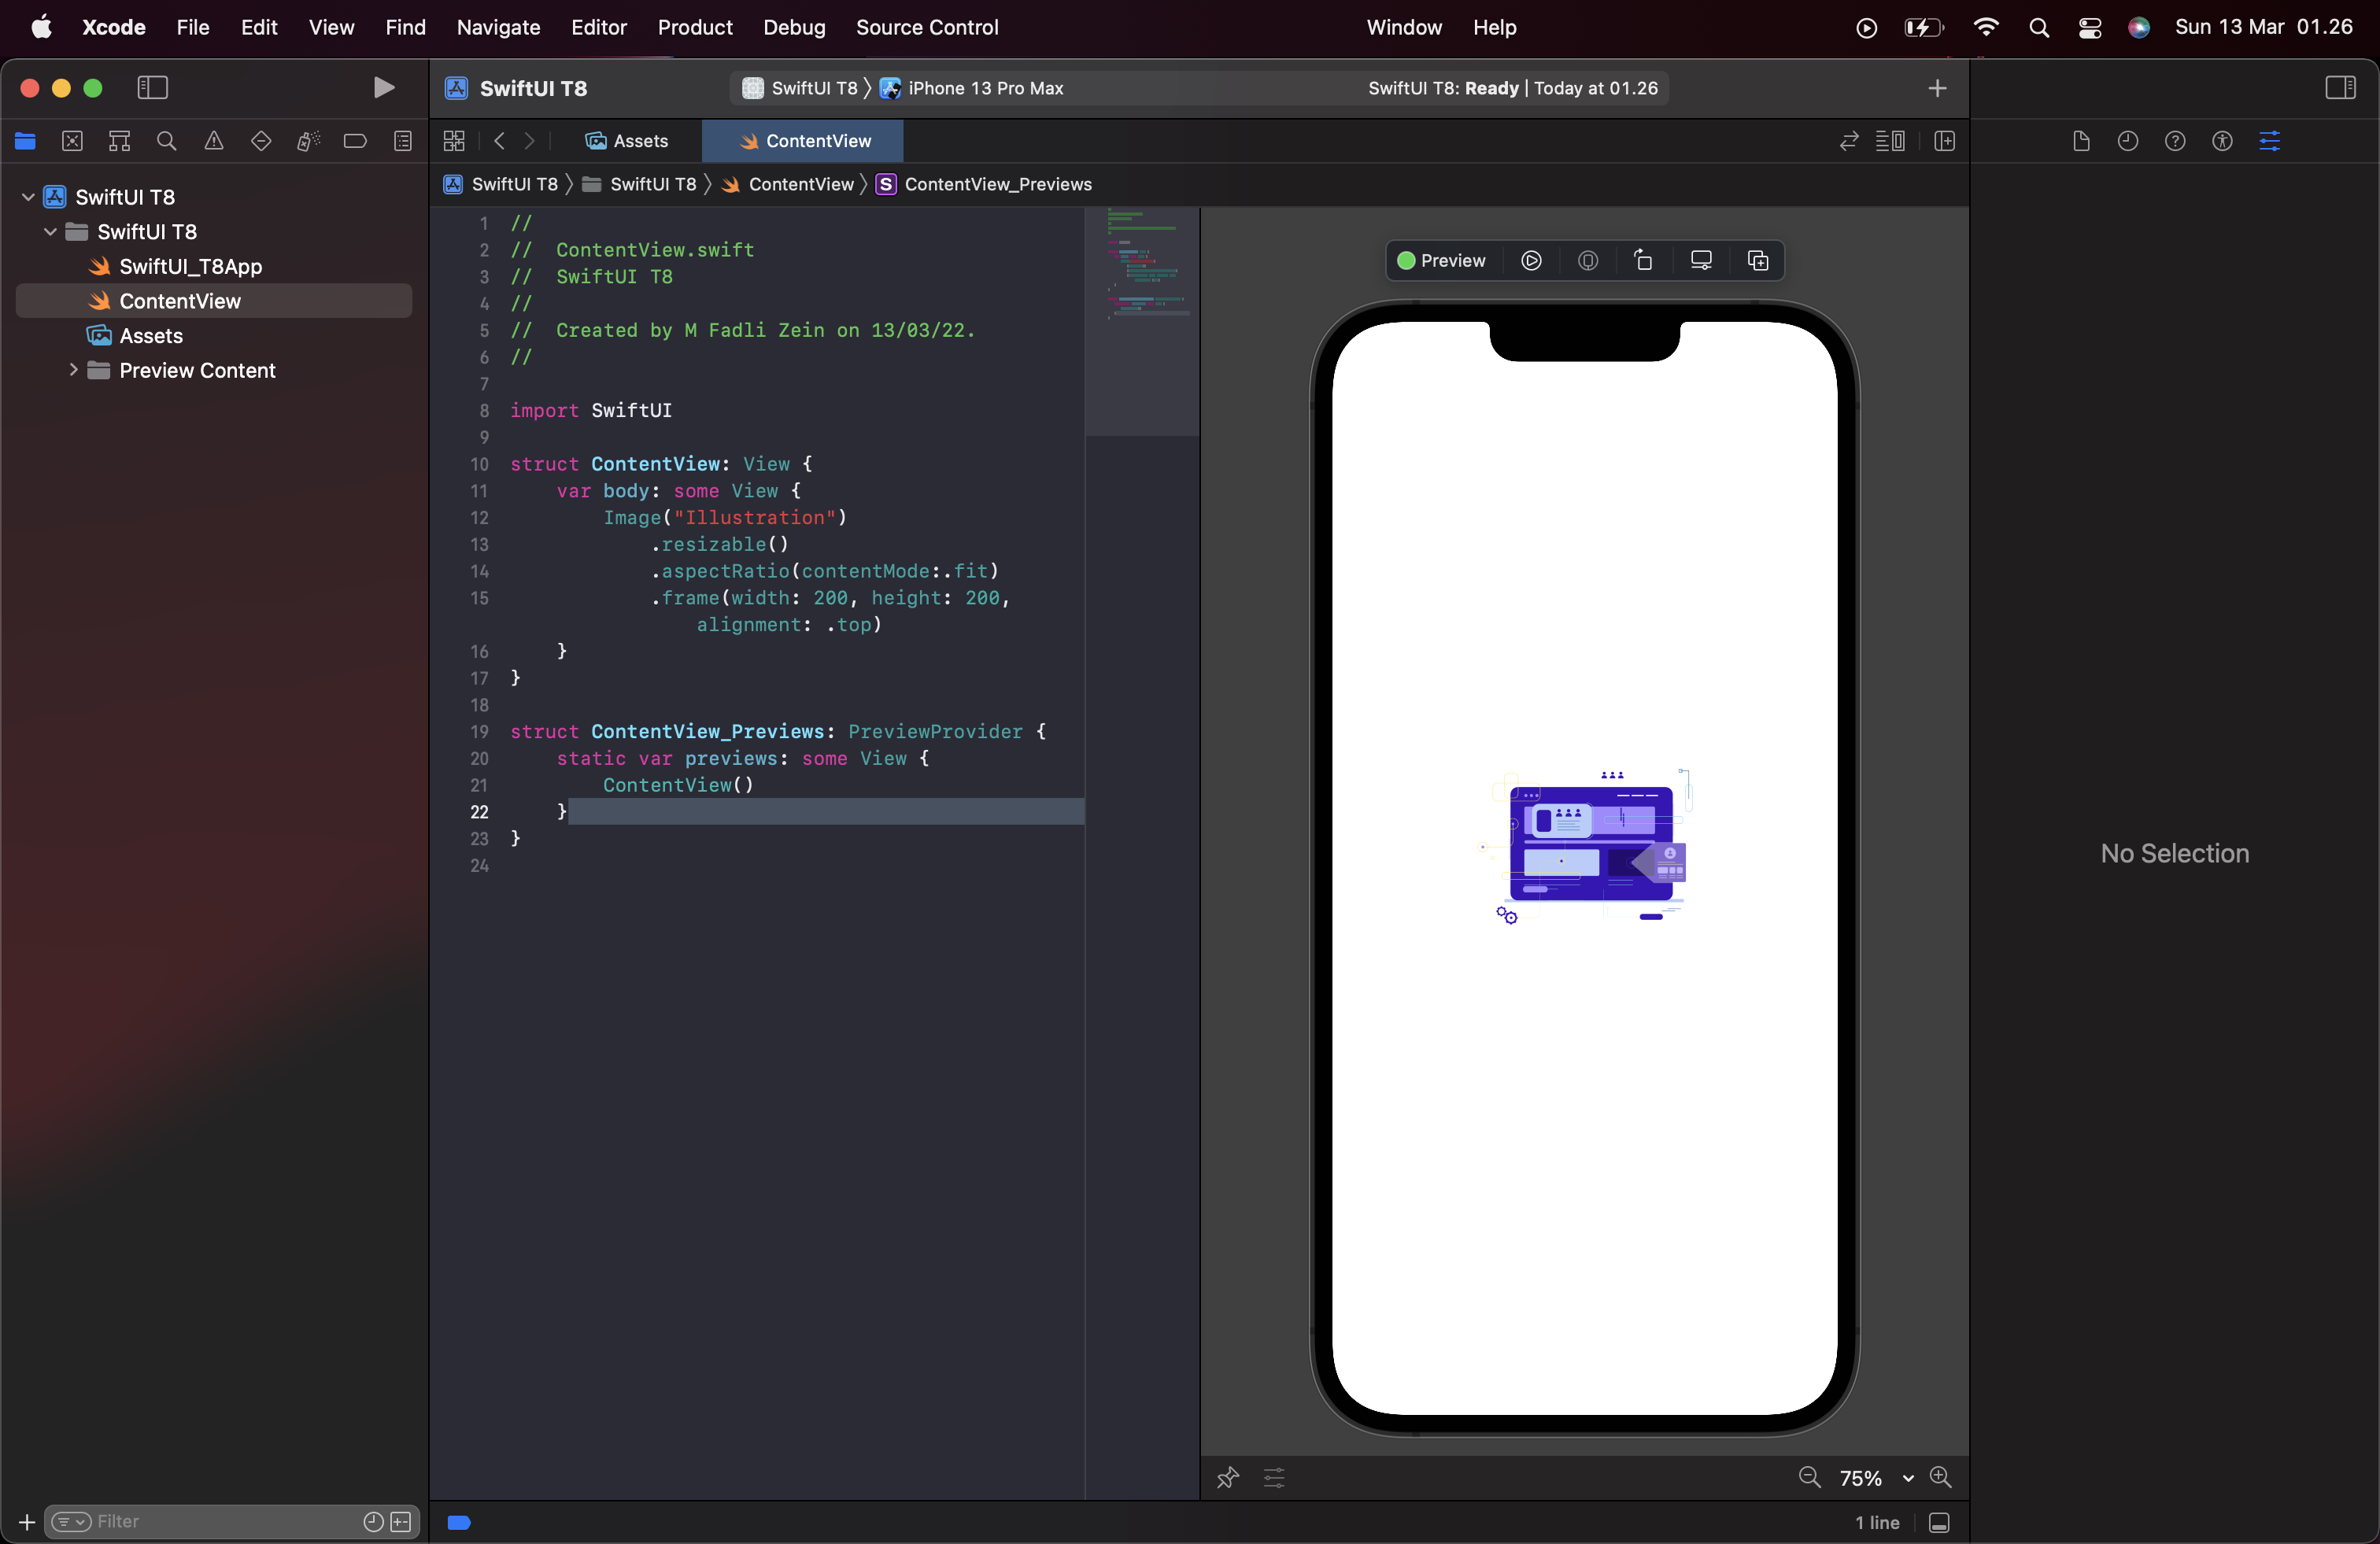 Xcode File Edit View Find Navigate Editor Product Debug Source Control Window Help Sun 13 Mar 01.26
SwiftUI T8 SwiftUI T8 iPhone 13 Pro Max SwiftUI T8: Ready | Today at 01.26
Assets ContentView
SwiftUI T8 SwiftUI T8 ContentView S ContentView_Previews
SwiftUI T8
SwiftUI T8
SwiftUI_T8App
ContentView
Assets
Preview Content
Filter
1 //
2 //  ContentView.swift
3 //  SwiftUI T8
4 //
5 //  Created by M Fadli Zein on 13/03/22.
6 //
7
8 import SwiftUI
9
10 struct ContentView: View {
11     var body: some View {
12         Image("Illustration")
13             .resizable()
14             .aspectRatio(contentMode:.fit)
15             .frame(width: 200, height: 200,
                alignment: .top)
16     }
17 }
18
19 struct ContentView_Previews: PreviewProvider {
20     static var previews: some View {
21         ContentView()
22     }
23 }
24
Preview
75%
1 line
No Selection